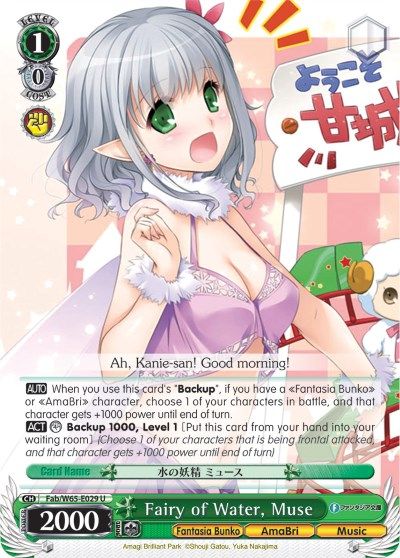 LEVEL
1
0
COST
ようこそ
甘城
Ah, Kanie-san! Good morning!
AUTO When you use this card's "Backup", if you have a «Fantasia Bunko»
or «AmaBri» character, choose 1 of your characters in battle, and that
character gets +1000 power until end of turn.
ACT Backup 1000, Level 1 [Put this card from your hand into your
waiting room] (Choose 1 of your characters that is being frontal attacked,
and that character gets +1000 power until end of turn.)
Card Name
水の妖精 ミュース
CH Fab/W65-E029 U
Fairy of Water, Muse
ファンタジア文庫
POWER
2000
Fantasia Bunko
AmaBri
Music
Amagi Brilliant Park ©Shouji Gatou, Yuka Nakajima